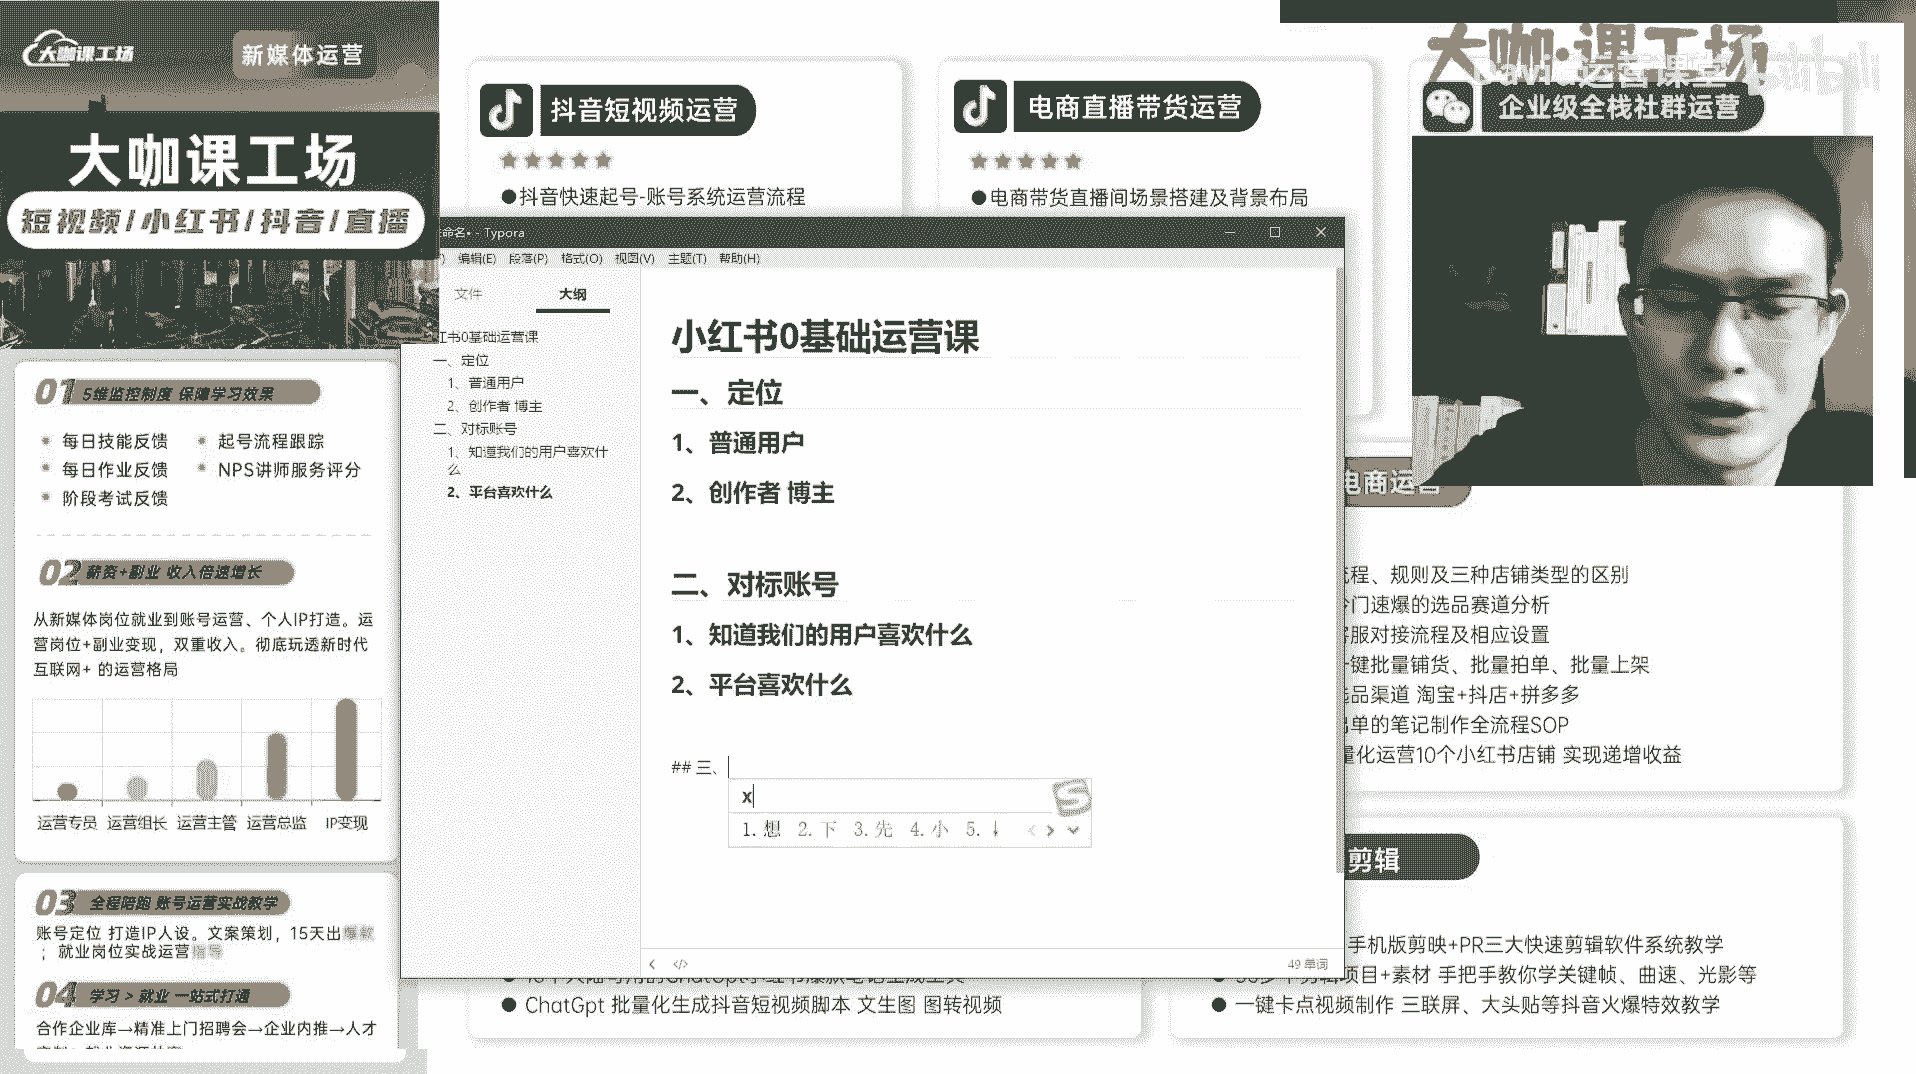 大咖课工场
新媒体运营
大咖课工场
短视频/小红书/抖音/直播
01 5维监控制度 保障学习效果
每日技能反馈 起号流程跟踪
每日作业反馈 NPS讲师服务评分
阶段考试反馈
02 薪资+副业 收入倍速增长
从新媒体岗位就业到账号运营、个人IP打造。运
营岗位+副业变现，双重收入。彻底玩透新时代
互联网+ 的运营格局
运营专员 运营组长 运营主管 运营总监 IP变现
03 全程陪跑 账号运营实战教学
账号定位 打造IP人设。文案策划，15天出爆款
；就业岗位实战运营指导
04 学习 > 就业 一站式打通
合作企业库→精准上门招聘会→企业内推→人才
抖音短视频运营
●抖音快速起号-账号系统运营流程
电商直播带货运营
●电商带货直播间场景搭建及背景布局
大咖·课工场
运营课堂
bilibili
企业级全栈社群运营
命名• - Typora
编辑(E) 段落(P) 格式(O) 视图(V) 主题(T) 帮助(H)
文件 大纲
红书0基础运营课
一、定位
1、普通用户
2、创作者 博主
二、对标账号
1、知道我们的用户喜欢什
么
2、平台喜欢什么
小红书0基础运营课
一、定位
1、普通用户
2、创作者 博主
二、对标账号
1、知道我们的用户喜欢什么
2、平台喜欢什么
## 三、
x
1. 想 2. 下 3. 先 4. 小 5. ↓
49 单词
电商运营
流程、规则及三种店铺类型的区别
冷门速爆的选品赛道分析
客服对接流程及相应设置
一键批量铺货、批量拍单、批量上架
选品渠道 淘宝+抖店+拼多多
出单的笔记制作全流程SOP
量化运营10个小红书店铺 实现递增收益
剪辑
手机版剪映+PR三大快速剪辑软件系统教学
项目+素材 手把手教你学关键帧、曲速、光影等
● 一键卡点视频制作 三联屏、大头贴等抖音火爆特效教学
● ChatGpt 批量化生成抖音短视频脚本 文生图 图转视频